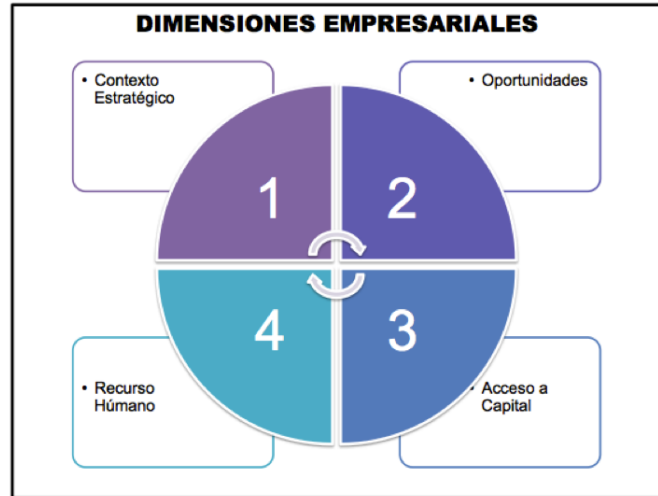 DIMENSIONES EMPRESARIALES
• Contexto
Estratégico
• Oportunidades
1
2
4
3
• Recurso
Húmano
• Acceso a
Capital